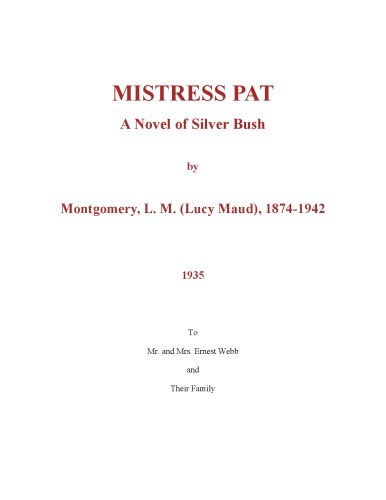 MISTRESS PAT
A Novel of Silver Bush
by
Montgomery, L. M. (Lucy Maud), 1874-1942
1935
To
Mr. and Mrs. Ernest Webb
and
Their Family